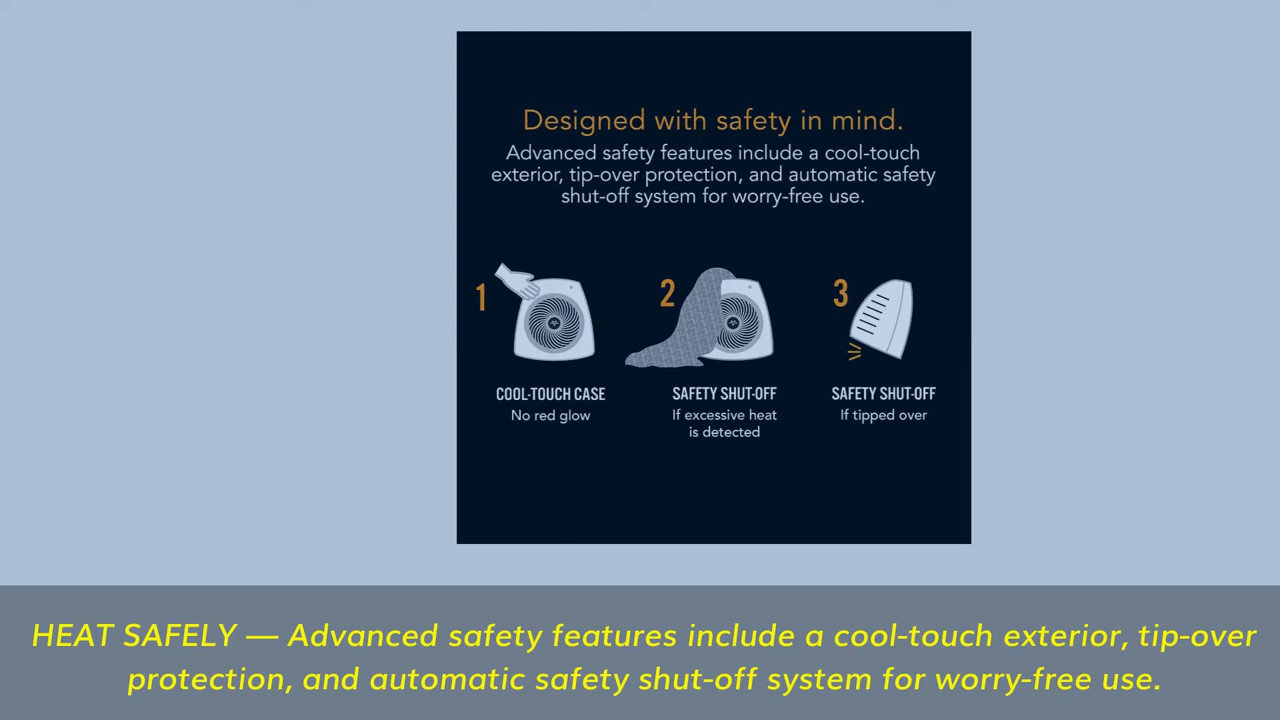 Designed with safety in mind.
Advanced safety features include a cool-touch
exterior, tip-over protection, and automatic safety
shut-off system for worry-free use.
1
2
3
COOL-TOUCH CASE
No red glow
SAFETY SHUT-OFF
If excessive heat
is detected
SAFETY SHUT-OFF
If tipped over
HEAT SAFELY — Advanced safety features include a cool-touch exterior, tip-over
protection, and automatic safety shut-off system for worry-free use.